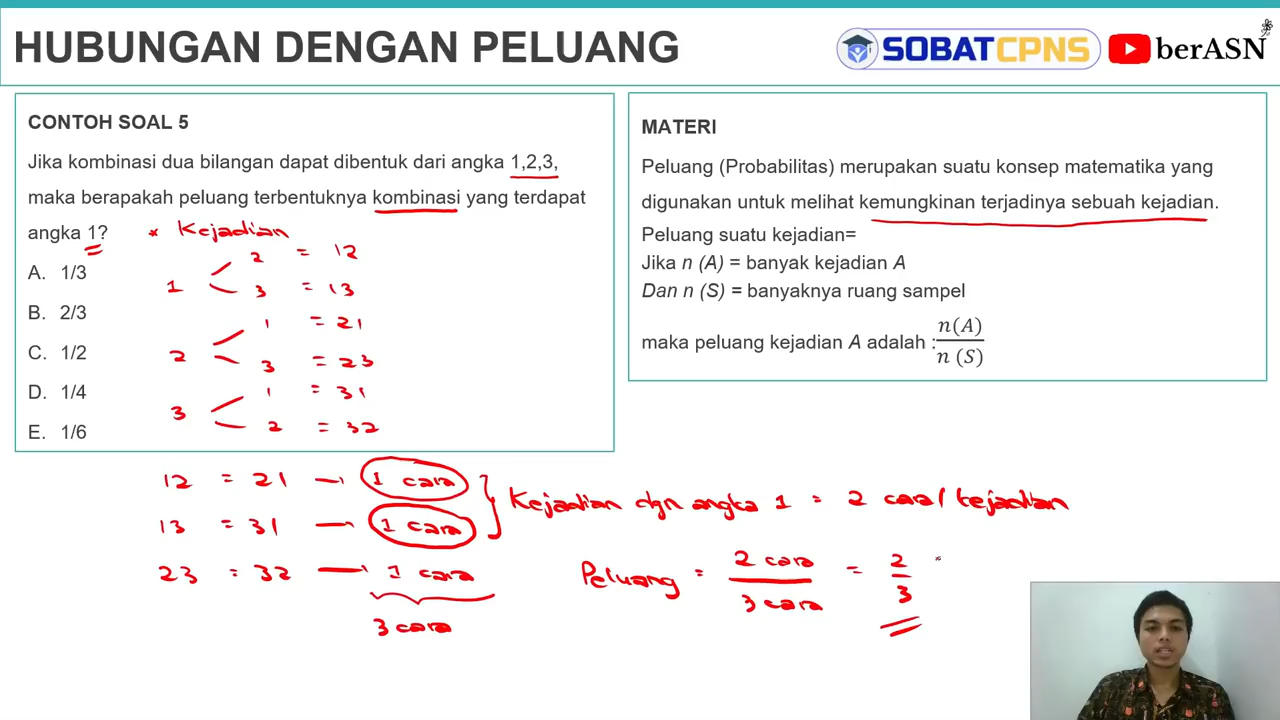 HUBUNGAN DENGAN PELUANG
SOBATCPNS
berASN
CONTOH SOAL 5
Jika kombinasi dua bilangan dapat dibentuk dari angka 1,2,3,
maka berapakah peluang terbentuknya kombinasi yang terdapat
angka 1?
* Kejadian
A. 1/3
B. 2/3
C. 1/2
D. 1/4
E. 1/6
1
2 = 12
3 = 13
2
1 = 21
3 = 23
3
1 = 31
2 = 32
MATERI
Peluang (Probabilitas) merupakan suatu konsep matematika yang
digunakan untuk melihat kemungkinan terjadinya sebuah kejadian.
Peluang suatu kejadian=
Jika n (A) = banyak kejadian A
Dan n (S) = banyaknya ruang sampel
maka peluang kejadian A adalah : n(A)/n (S)
12 = 21 → 1 cara
13 = 31 → 1 cara
23 = 32 → 1 cara
3 cara
Kejadian dgn angka 1 = 2 cara/kejadian
Peluang = 2 cara/3 cara = 2/3